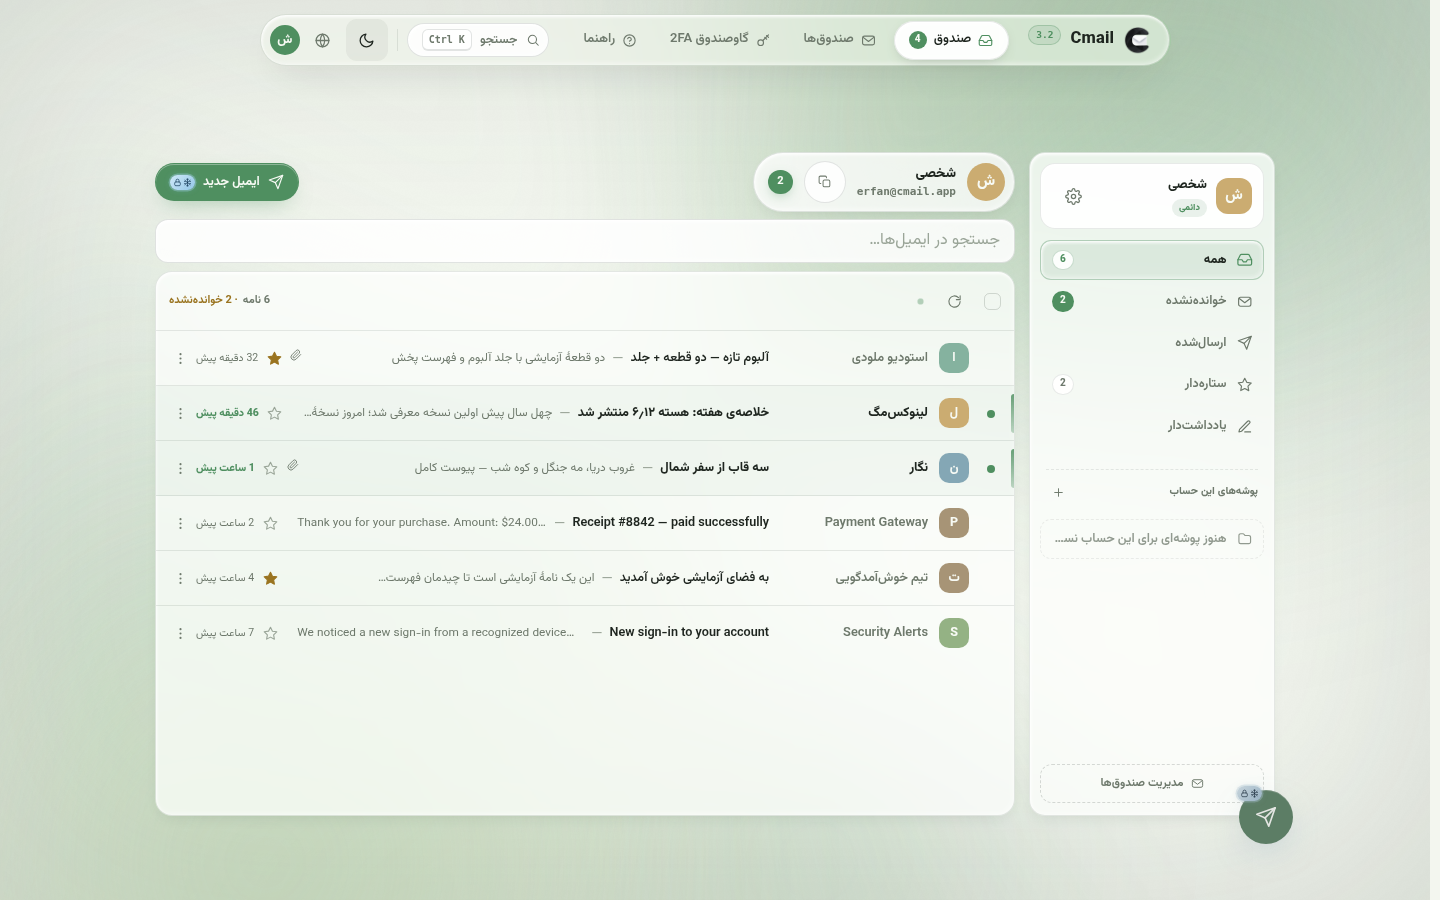 Cmail 3.2
صندوق 4
صندوق‌ها
گاوصندوق 2FA
راهنما
جستجو Ctrl K
ش
ش شخصی
دائمی
همه 6
خوانده‌نشده 2
ارسال‌شده
ستاره‌دار 2
یادداشت‌دار
پوشه‌های این حساب +
هنوز پوشه‌ای برای این حساب نس...
مدیریت صندوق‌ها
ش شخصی 2
erfan@cmail.app
ایمیل جدید
جستجو در ایمیل‌ها...
6 نامه · 2 خوانده‌نشده
ا استودیو ملودی آلبوم تازه — دو قطعه + جلد — دو قطعهٔ آزمایشی با جلد آلبوم و فهرست پخش 32 دقیقه پیش
ل لینوکس‌مگ خلاصه‌ی هفته: هسته ۶٫۱۲ منتشر شد — چهل سال پیش اولین نسخه معرفی شد؛ امروز نسخهٔ... 46 دقیقه پیش
ن نگار سه قاب از سفر شمال — غروب دریا، مه جنگل و کوه شب — پیوست کامل 1 ساعت پیش
P Payment Gateway Receipt #8842 — paid successfully — Thank you for your purchase. Amount: $24.00... 2 ساعت پیش
ت تیم خوش‌آمدگویی به فضای آزمایشی خوش آمدید — این یک نامهٔ آزمایشی است تا چیدمان فهرست... 4 ساعت پیش
S Security Alerts New sign-in to your account — We noticed a new sign-in from a recognized device... 7 ساعت پیش